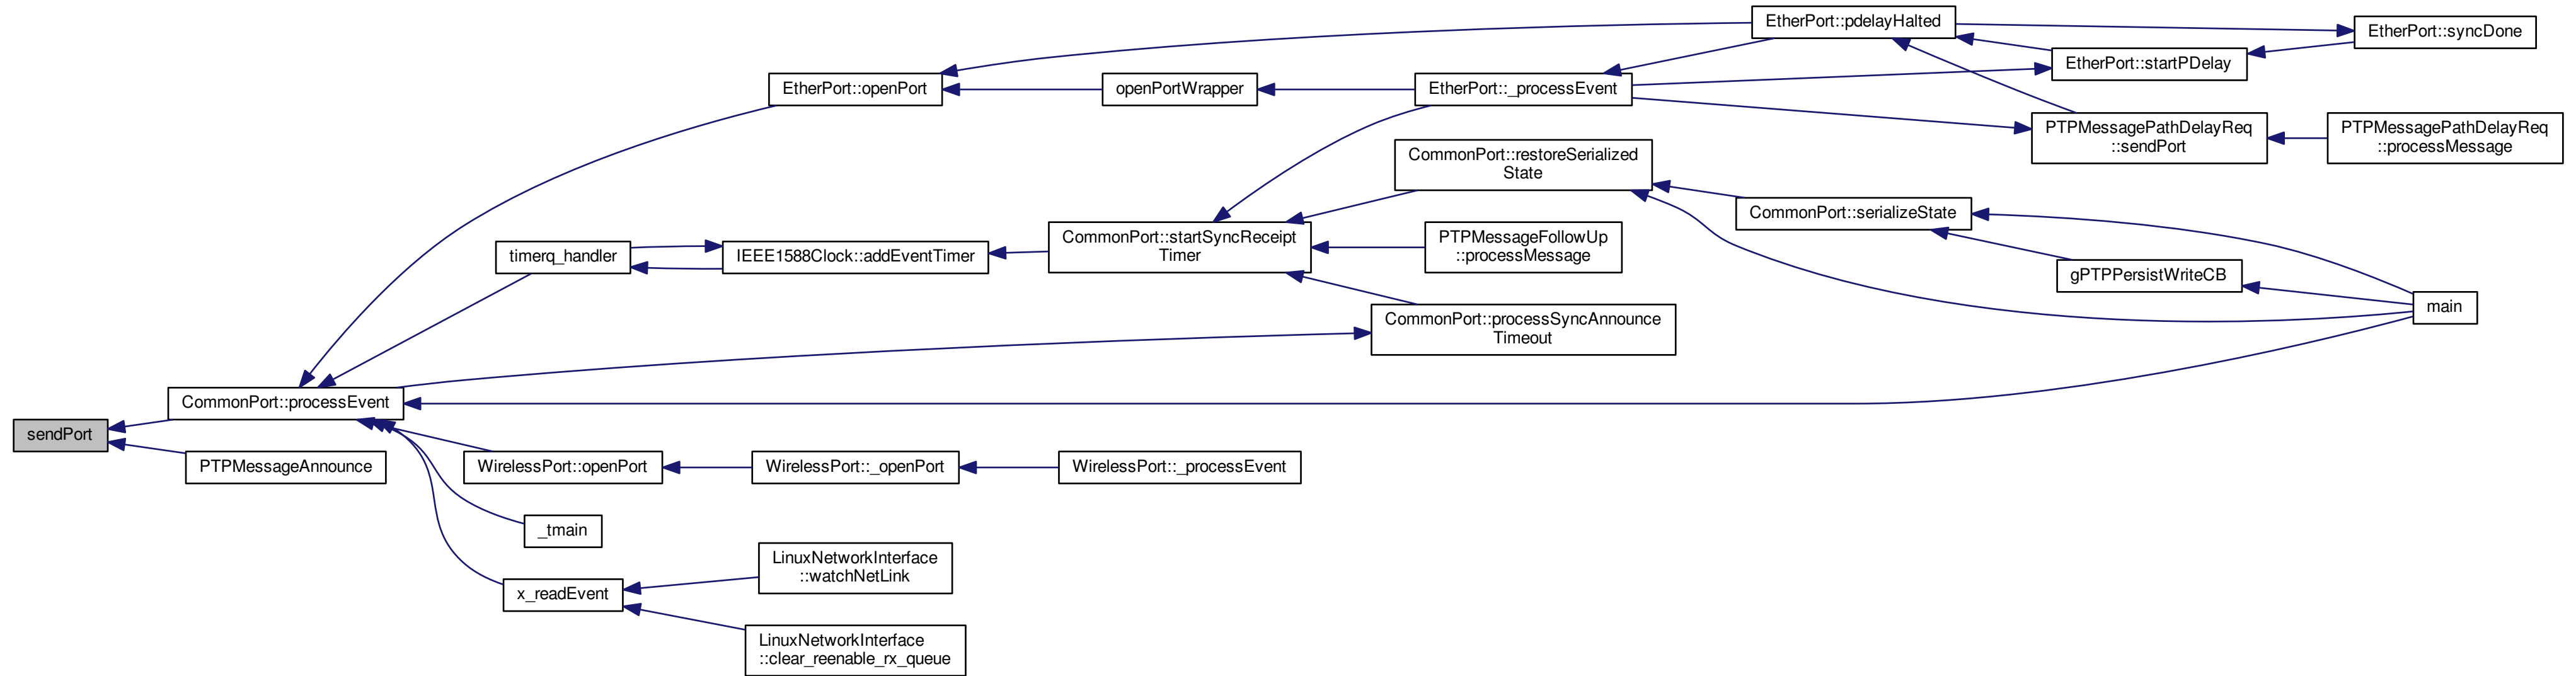 EtherPort::pdelayHalted
EtherPort::syncDone
EtherPort::startPDelay
EtherPort::openPort
openPortWrapper
EtherPort::_processEvent
PTPMessagePathDelayReq
::sendPort
PTPMessagePathDelayReq
::processMessage
CommonPort::restoreSerialized
State
CommonPort::serializeState
CommonPort::startSyncReceipt
Timer
PTPMessageFollowUp
::processMessage
timerq_handler
IEEE1588Clock::addEventTimer
gPTPPersistWriteCB
main
CommonPort::processSyncAnnounce
Timeout
CommonPort::processEvent
sendPort
PTPMessageAnnounce
WirelessPort::openPort
WirelessPort::_openPort
WirelessPort::_processEvent
_tmain
LinuxNetworkInterface
::watchNetLink
x_readEvent
LinuxNetworkInterface
::clear_reenable_rx_queue